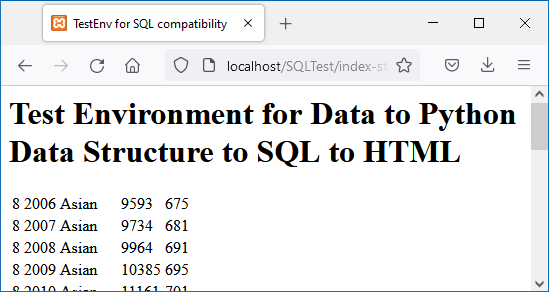 TestEnv for SQL compatibility
localhost/SQLTest/index-st
Test Environment for Data to Python
Data Structure to SQL to HTML
8 2006 Asian 9593 675
8 2007 Asian 9734 681
8 2008 Asian 9964 691
8 2009 Asian 10385 695
8 2010 Asian 11161 701